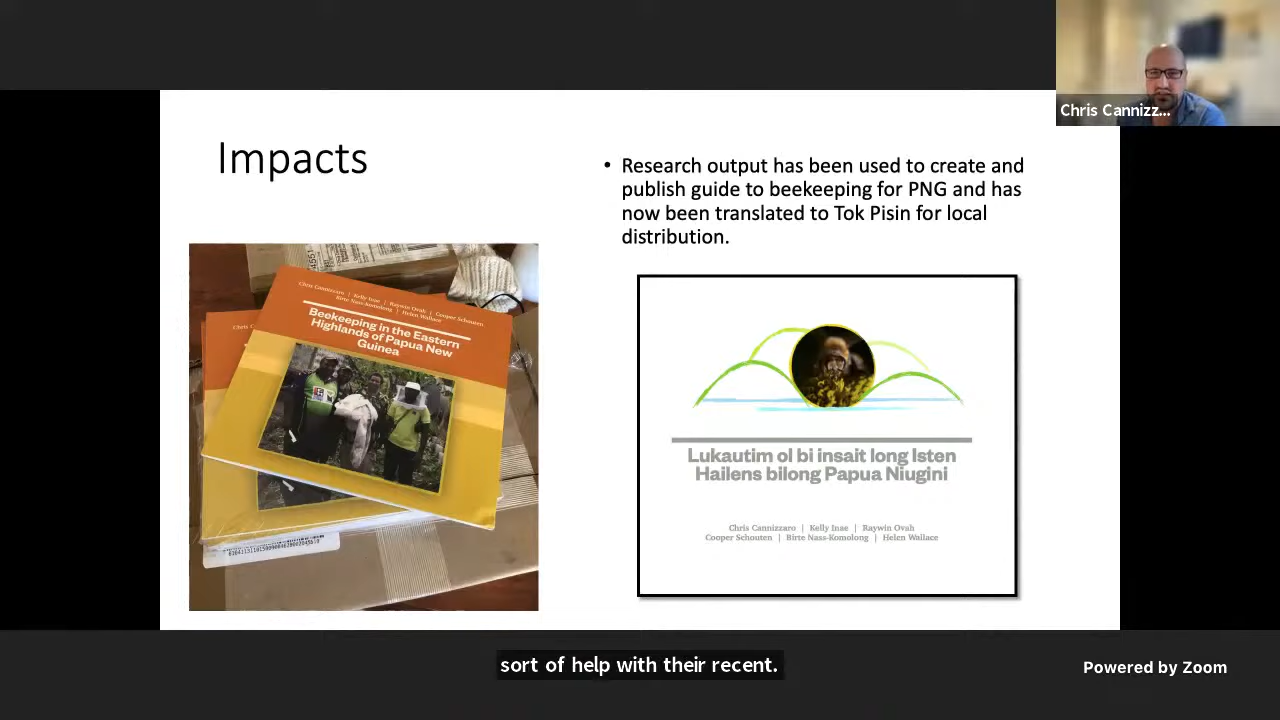 Chris Cannizz...
Impacts
• Research output has been used to create and
publish guide to beekeeping for PNG and has
now been translated to Tok Pisin for local
distribution.
Chris Cannizzaro | Kelly Inae | Raywin Ovah | Cooper Schouten
Birte Nass-Komolong | Helen Wallace
Beekeeping in the Eastern
Highlands of Papua New
Guinea
Chris
Lukautim ol bi insait long Isten
Hailens bilong Papua Niugini
Chris Cannizzaro | Kelly Inae | Raywin Ovah
Cooper Schouten | Birte Nass-Komolong | Helen Wallace
sort of help with their recent.
Powered by Zoom